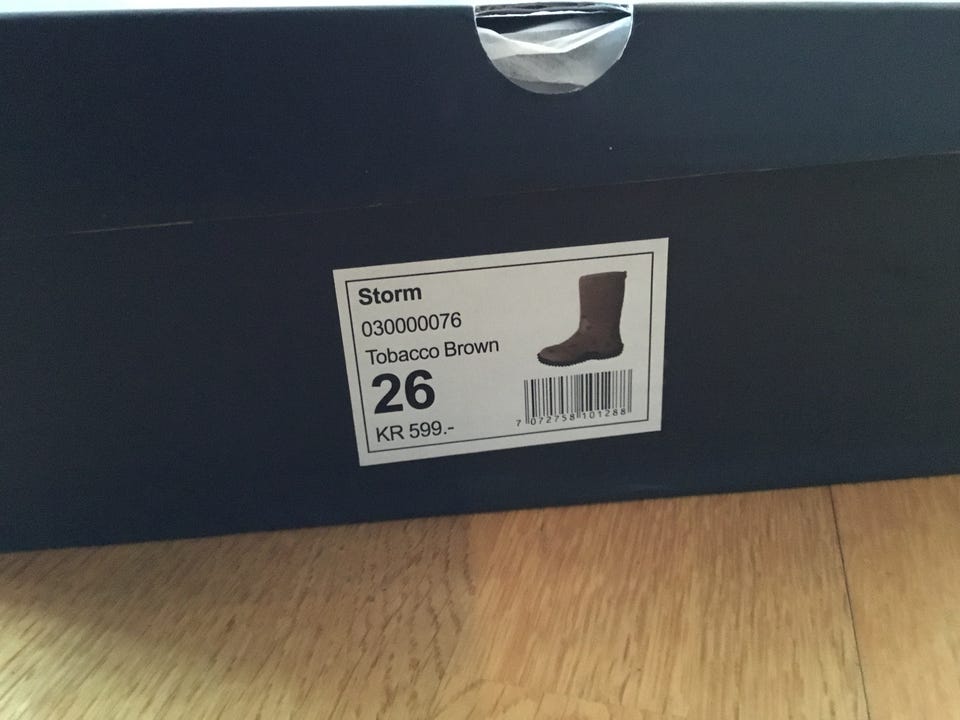 Storm
030000076
Tobacco Brown
26
KR 599.-
7 072758 101288